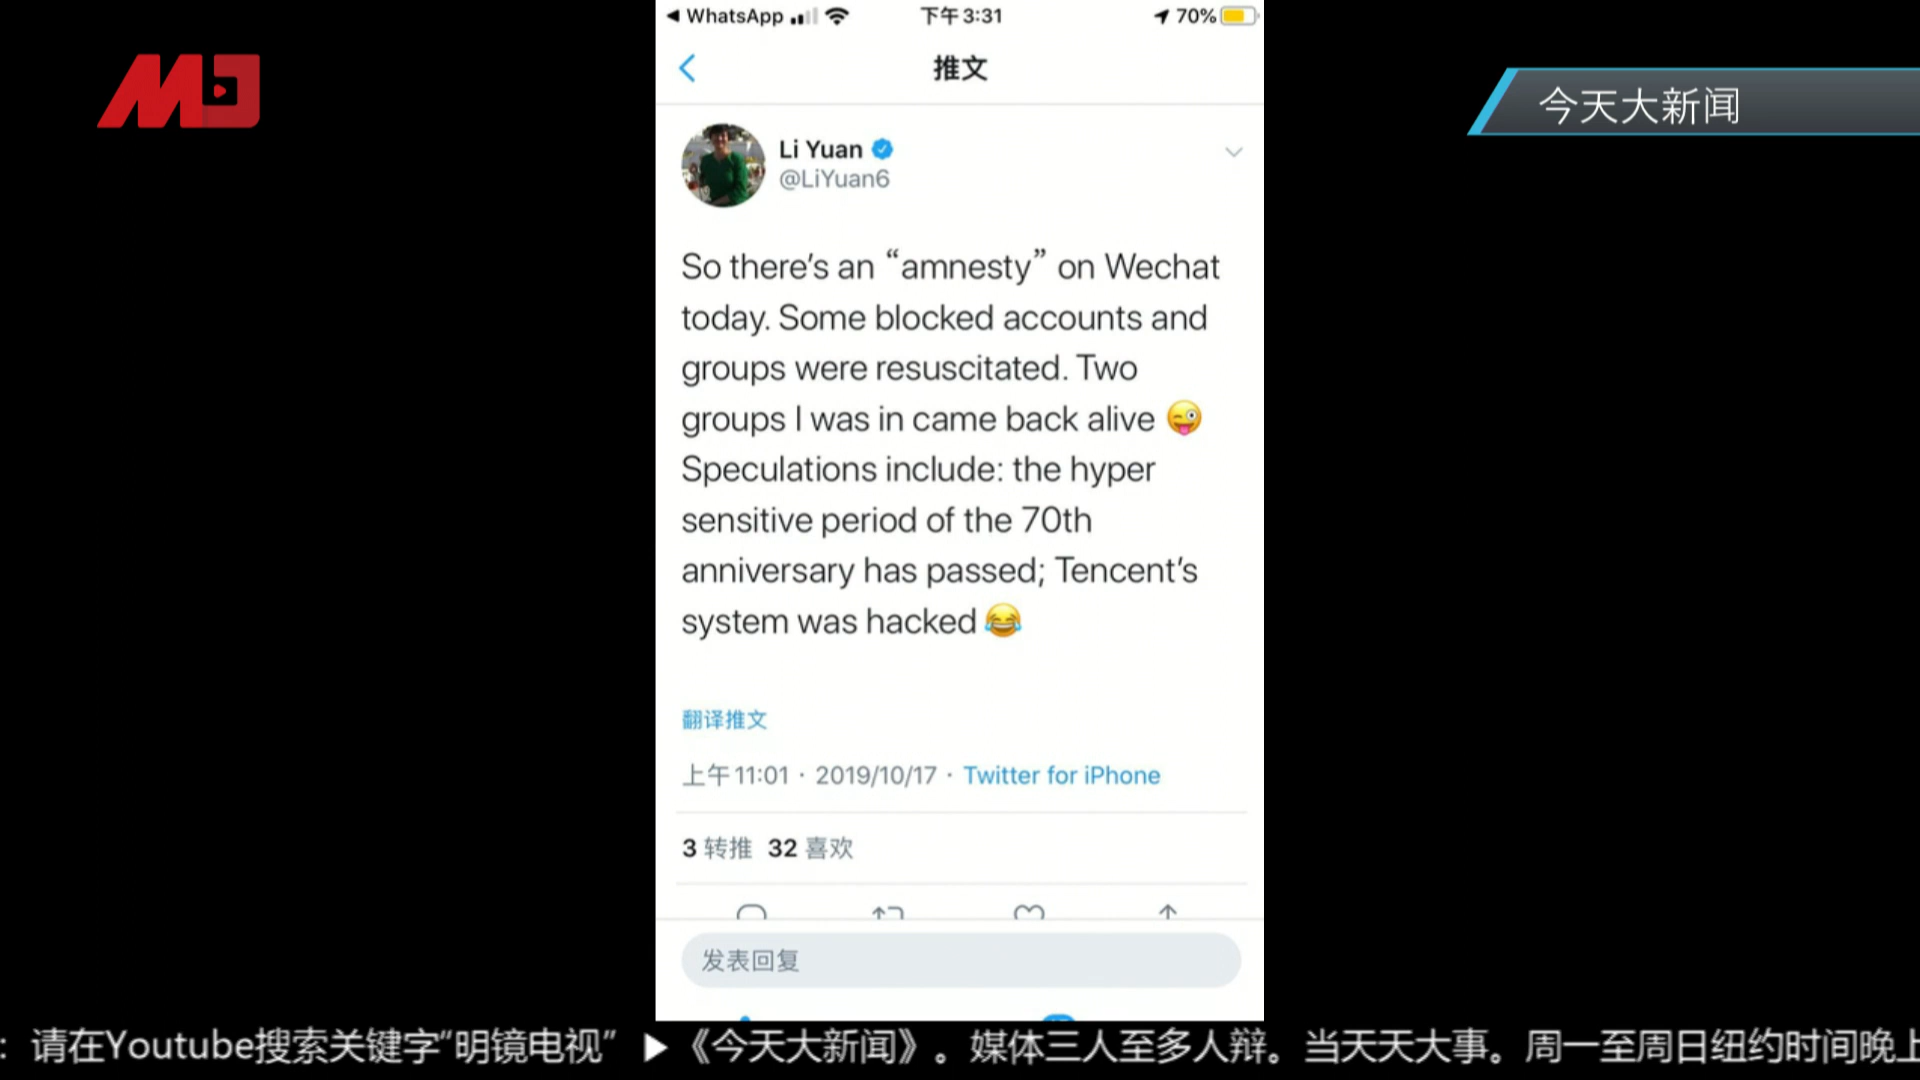 WhatsApp 下午3:31 70%
推文
MJ
今天大新闻
Li Yuan
@LiYuan6
So there's an “amnesty” on Wechat
today. Some blocked accounts and
groups were resuscitated. Two
groups I was in came back alive 😜
Speculations include: the hyper
sensitive period of the 70th
anniversary has passed; Tencent's
system was hacked 😂
翻译推文
上午11:01 · 2019/10/17 · Twitter for iPhone
3 转推 32 喜欢
发表回复
：请在Youtube搜索关键字“明镜电视” ▶《今天大新闻》。媒体三人至多人辩。当天天大事。周一至周日纽约时间晚上